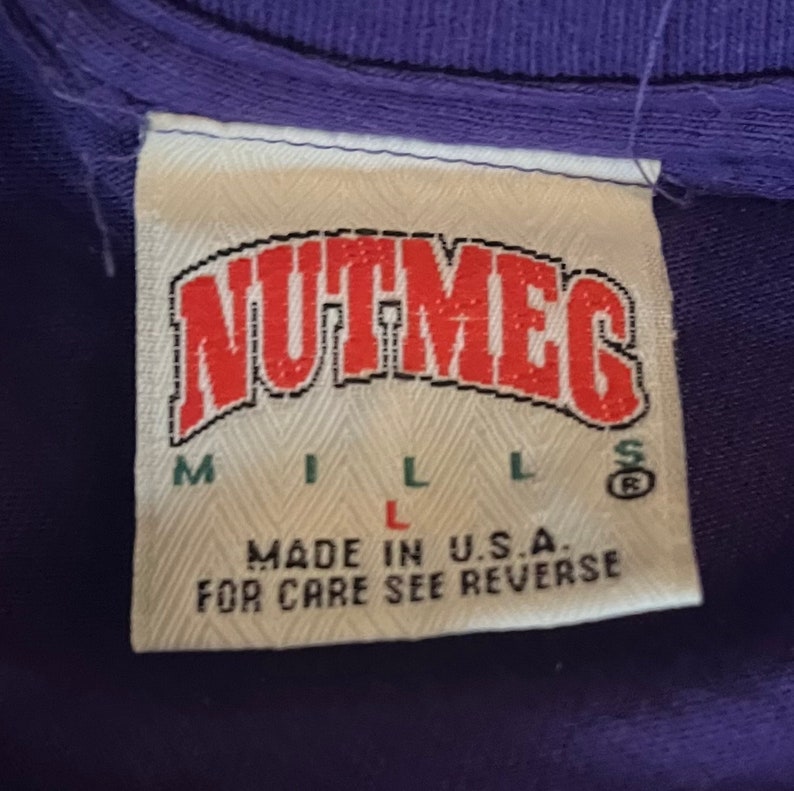 NUTMEG
MILLS®
L
MADE IN U.S.A.
FOR CARE SEE REVERSE